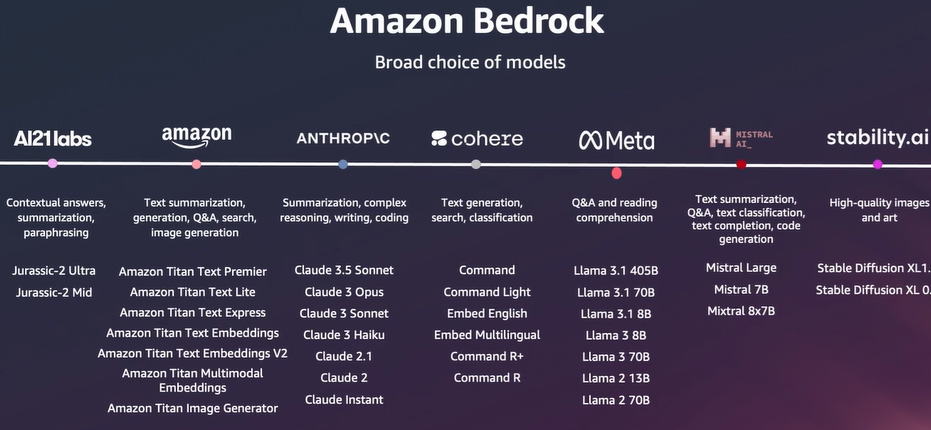 Amazon Bedrock
Broad choice of models
AI21labs
Contextual answers,
summarization,
paraphrasing
Jurassic-2 Ultra
Jurassic-2 Mid
amazon
Text summarization,
generation, Q&A, search,
image generation
Amazon Titan Text Premier
Amazon Titan Text Lite
Amazon Titan Text Express
Amazon Titan Text Embeddings
Amazon Titan Text Embeddings V2
Amazon Titan Multimodal
Embeddings
Amazon Titan Image Generator
ANTHROP\C
Summarization, complex
reasoning, writing, coding
Claude 3.5 Sonnet
Claude 3 Opus
Claude 3 Sonnet
Claude 3 Haiku
Claude 2.1
Claude 2
Claude Instant
cohere
Text generation,
search, classification
Command
Command Light
Embed English
Embed Multilingual
Command R+
Command R
Meta
Q&A and reading
comprehension
Llama 3.1 405B
Llama 3.1 70B
Llama 3.1 8B
Llama 3 8B
Llama 3 70B
Llama 2 13B
Llama 2 70B
MISTRAL
AI_
Text summarization,
Q&A, text classification,
text completion, code
generation
Mistral Large
Mistral 7B
Mixtral 8x7B
stability.ai
High-quality images
and art
Stable Diffusion XL1.
Stable Diffusion XL 0.